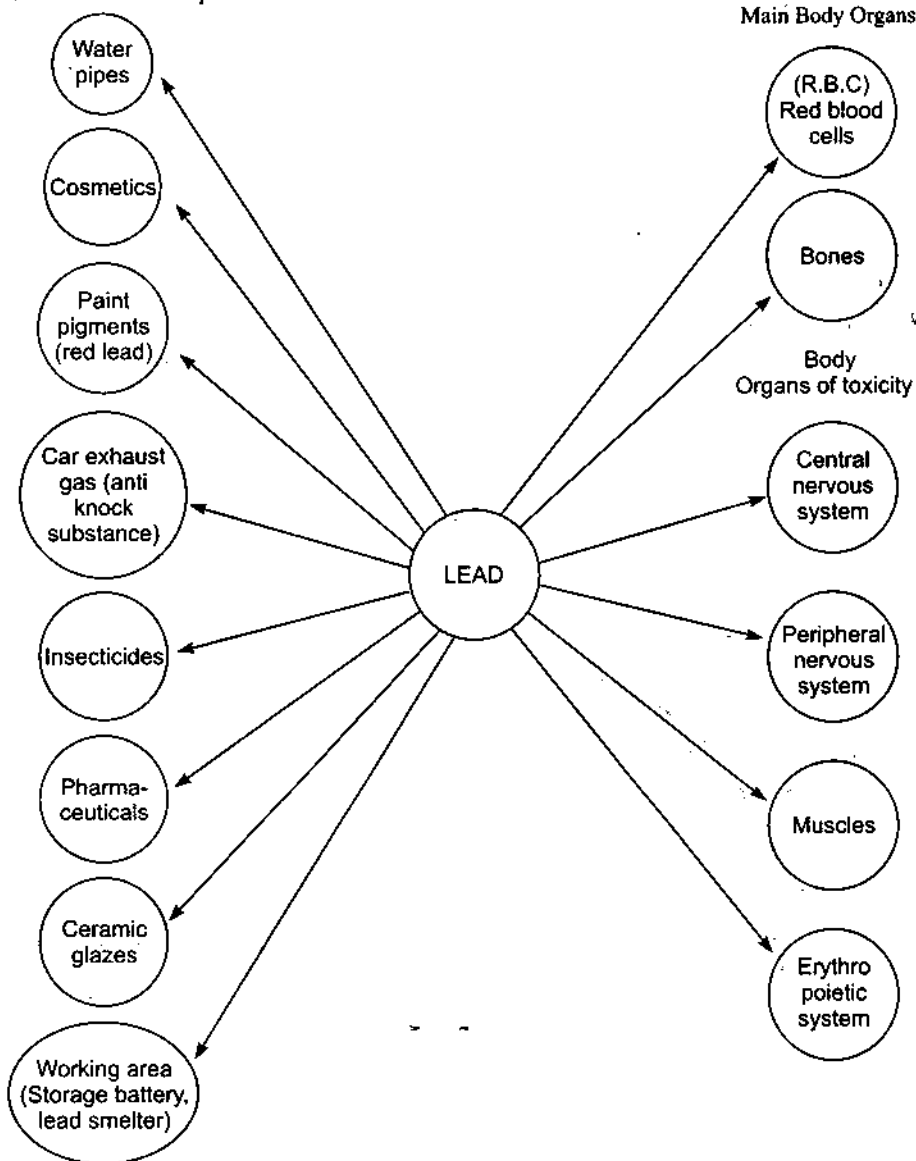 Water
pipes
Cosmetics
Paint
pigments
(red lead)
Car exhaust
gas (anti
knock
substance)
Insecticides
Pharma-
ceuticals
Ceramic
glazes
Working area
(Storage battery,
lead smelter)
LEAD
Main Body Organs
(R.B.C)
Red blood
cells
Bones
Body
Organs of toxicity
Central
nervous
system
Peripheral
nervous
system
Muscles
Erythro
poietic
system